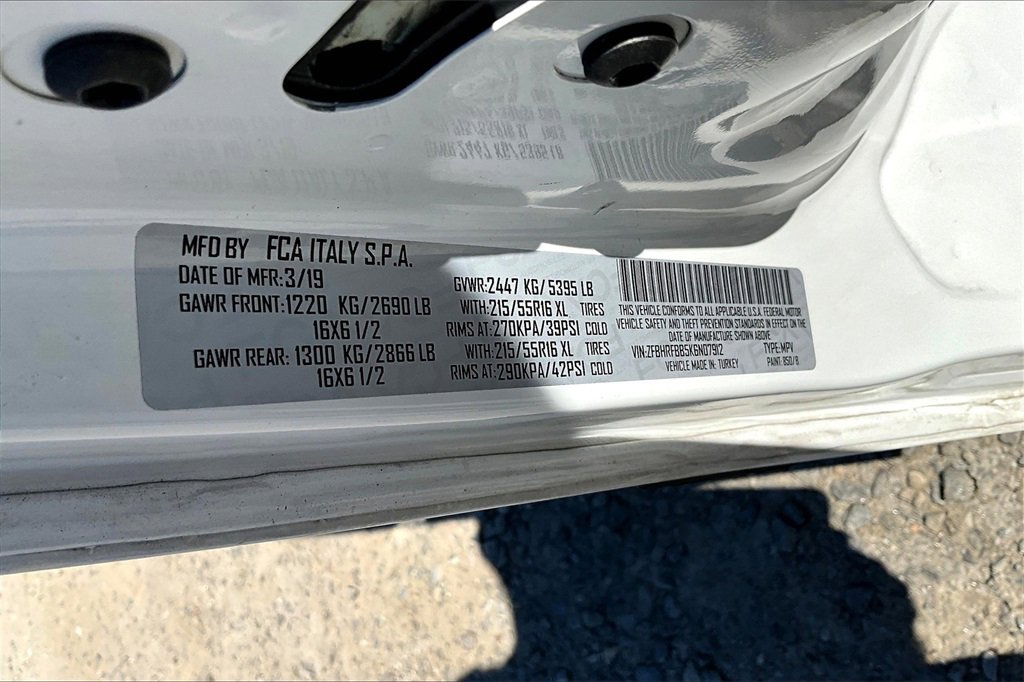 MFD BY FCA ITALY S.P.A.
DATE OF MFR: 3/19
GAWR FRONT: 1220 KG/2690 LB
16X6 1/2
GAWR REAR: 1300 KG/2866 LB
16X6 1/2
GVWR: 2447 KG/5395 LB
WITH: 215/55R16 XL TIRES
RIMS AT: 270KPA/39PSI COLD
WITH: 215/55R16 XL TIRES
RIMS AT: 290KPA/42PSI COLD
THIS VEHICLE CONFORMS TO ALL APPLICABLE U.S.A. FEDERAL MOTOR
VEHICLE SAFETY AND THEFT PREVENTION STANDARDS IN EFFECT ON THE
DATE OF MANUFACTURE SHOWN ABOVE
VIN: ZFBHRFBB5K6N07912 TYPE: MPV
VEHICLE MADE IN: TURKEY PAINT: 850/B